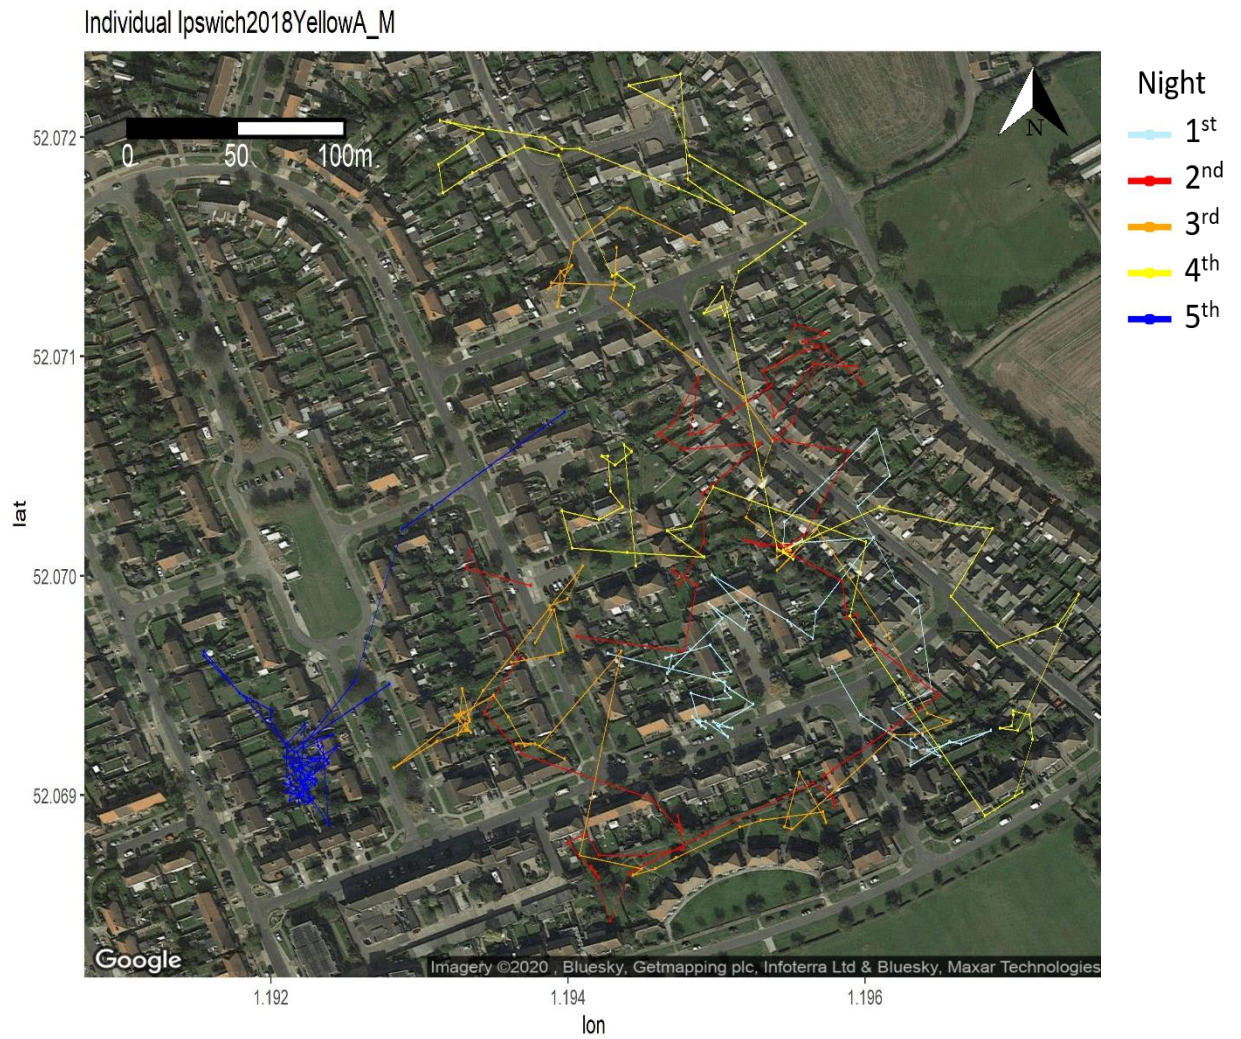 Individual Ipswich2018YellowA_M
Night
1st
2nd
3rd
4th
5th
N
0 50 100m
52.072
52.071
52.070
52.069
lat
Google
Imagery ©2020 , Bluesky, Getmapping plc, Infoterra Ltd & Bluesky, Maxar Technologies
1.192 1.194 1.196
lon